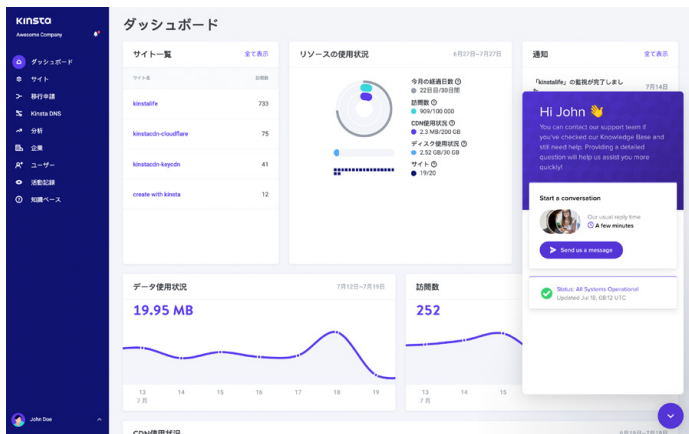 Kinsta
Awesome Company
ダッシュボード
サイト
移行申請
Kinsta DNS
分析
企業
ユーザー
活動記録
知識ベース
John Doe
ダッシュボード
サイト一覧
全て表示
サイト名
訪問数
kinstalife
733
kinstacdn-cloudflare
75
kinstacdn-keycdn
41
create with kinsta
12
リソースの使用状況
6月27日~7月27日
今月の経過日数
22日目/30日間
訪問数
909/100 000
CDN使用状況
2.3 MB/200 GB
ディスク使用状況
2.52 GB/30 GB
サイト
19/20
通知
全て表示
「kinstalife」の監視が完了しまし
7月14日
Hi John 👋
You can contact our support team if
you've checked our Knowledge Base and
still need help. Providing a detailed
question will help us assist you more
quickly!
Start a conversation
Our usual reply time
A few minutes
Send us a message
Status: All Systems Operational
Updated Jul 19, 08:12 UTC
データ使用状況
7月12日~7月19日
19.95 MB
13 14 15 16 17 18 19
7月
訪問数
252
13 14 15
7月
CDN使用状況